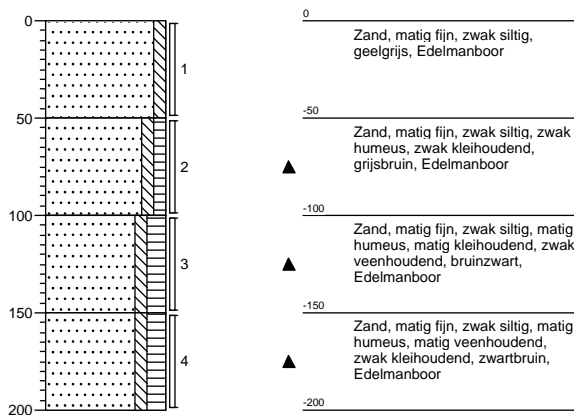 0
50
100
150
200
1
2
3
4
0
Zand, matig fijn, zwak siltig,
geelgrijs, Edelmanboor
-50
Zand, matig fijn, zwak siltig, zwak
humeus, zwak kleihoudend,
grijsbruin, Edelmanboor
-100
Zand, matig fijn, zwak siltig, matig
humeus, matig kleihoudend, zwak
veenhoudend, bruinzwart,
Edelmanboor
-150
Zand, matig fijn, zwak siltig, matig
humeus, matig veenhoudend,
zwak kleihoudend, zwartbruin,
Edelmanboor
-200